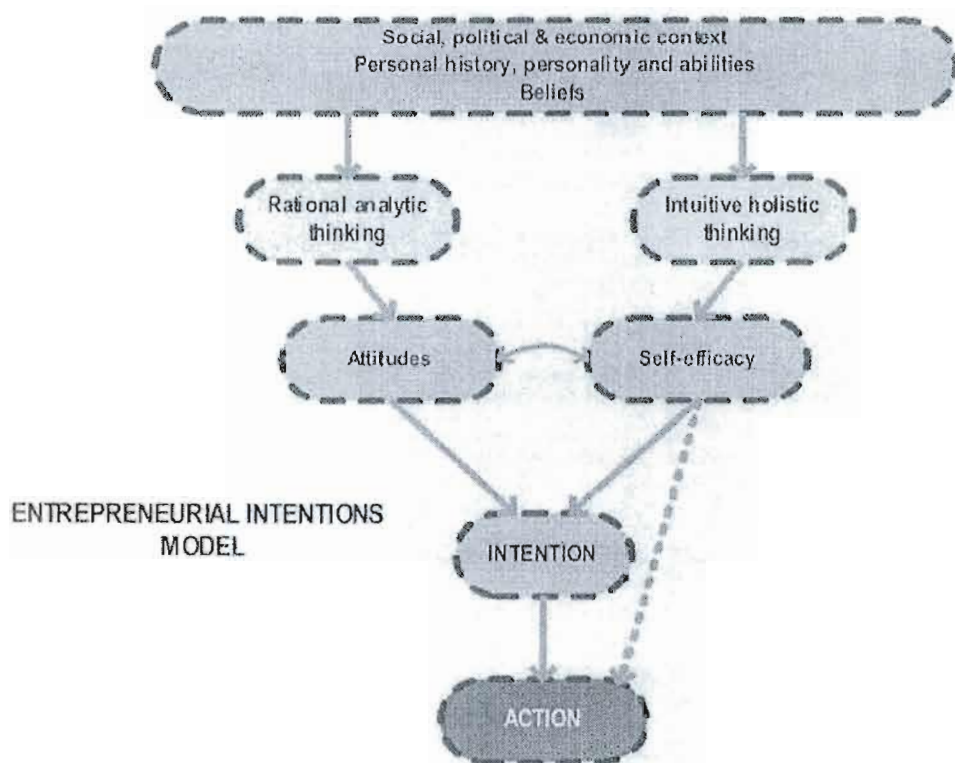 Social, political & economic context
Personal history, personality and abilities
Beliefs
Rational analytic
thinking
Intuitive holistic
thinking
Attitudes
Self-efficacy
ENTREPRENEURIAL INTENTIONS
MODEL
INTENTION
ACTION